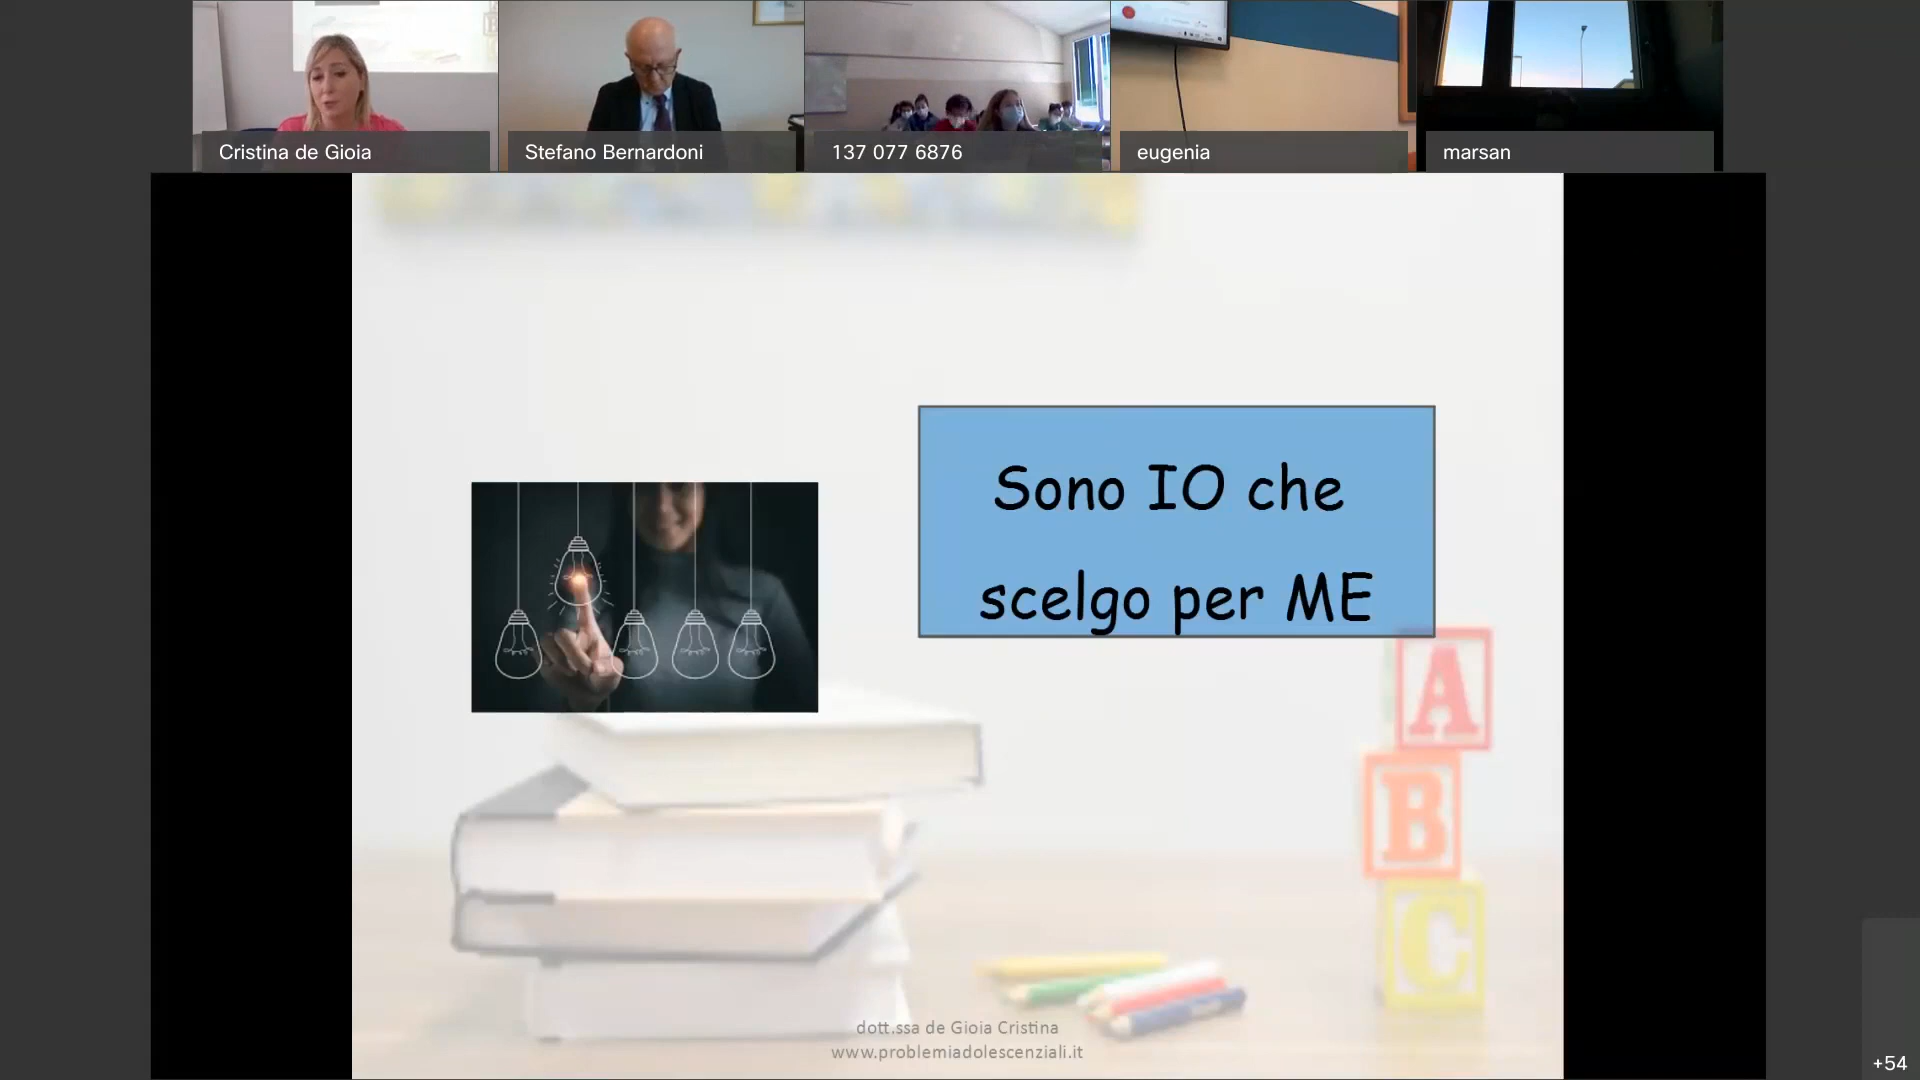 Cristina de Gioia
Stefano Bernardoni
137 077 6876
eugenia
marsan
Sono IO che
scelgo per ME
A
B
C
dott.ssa de Gioia Cristina
www.problemiadolescenziali.it
+54